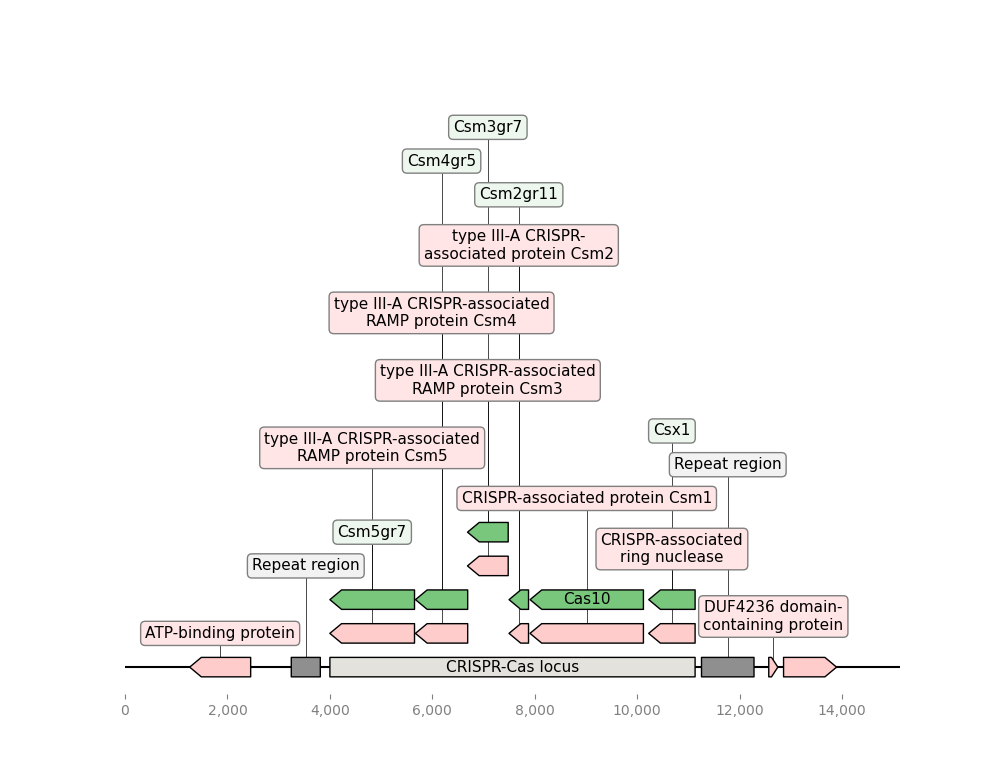 Csm3gr7
Csm4gr5
Csm2gr11
type III-A CRISPR-
associated protein Csm2
type III-A CRISPR-associated
RAMP protein Csm4
type III-A CRISPR-associated
RAMP protein Csm3
Csx1
type III-A CRISPR-associated
RAMP protein Csm5
Repeat region
CRISPR-associated protein Csm1
Csm5gr7
CRISPR-associated
ring nuclease
Repeat region
Cas10
DUF4236 domain-
containing protein
ATP-binding protein
CRISPR-Cas locus
0 2,000 4,000 6,000 8,000 10,000 12,000 14,000